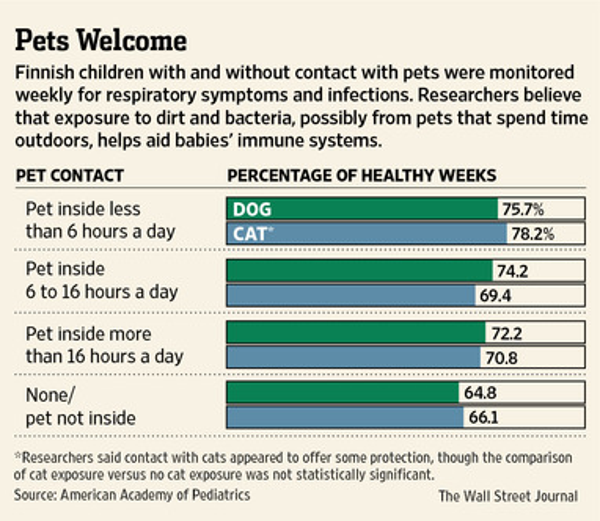 Pets Welcome
Finnish children with and without contact with pets were monitored
weekly for respiratory symptoms and infections. Researchers believe
that exposure to dirt and bacteria, possibly from pets that spend time
outdoors, helps aid babies' immune systems.
PET CONTACT PERCENTAGE OF HEALTHY WEEKS
Pet inside less
than 6 hours a day
DOG 75.7%
CAT* 78.2%
Pet inside
6 to 16 hours a day
74.2
69.4
Pet inside more
than 16 hours a day
72.2
70.8
None/
pet not inside
64.8
66.1
*Researchers said contact with cats appeared to offer some protection, though the comparison
of cat exposure versus no cat exposure was not statistically significant.
Source: American Academy of Pediatrics The Wall Street Journal